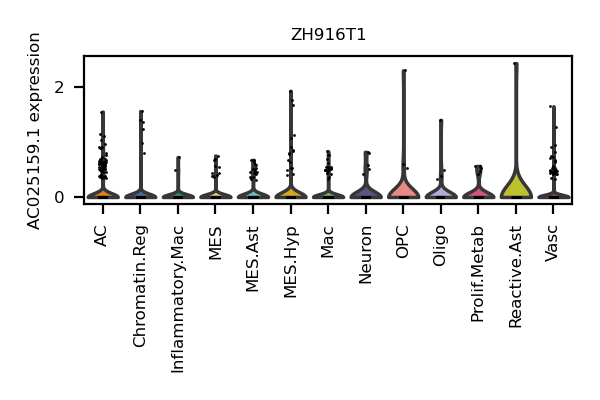 ZH916T1
AC025159.1 expression
2
0
AC
Chromatin.Reg
Inflammatory.Mac
MES
MES.Ast
MES.Hyp
Mac
Neuron
OPC
Oligo
Prolif.Metab
Reactive.Ast
Vasc